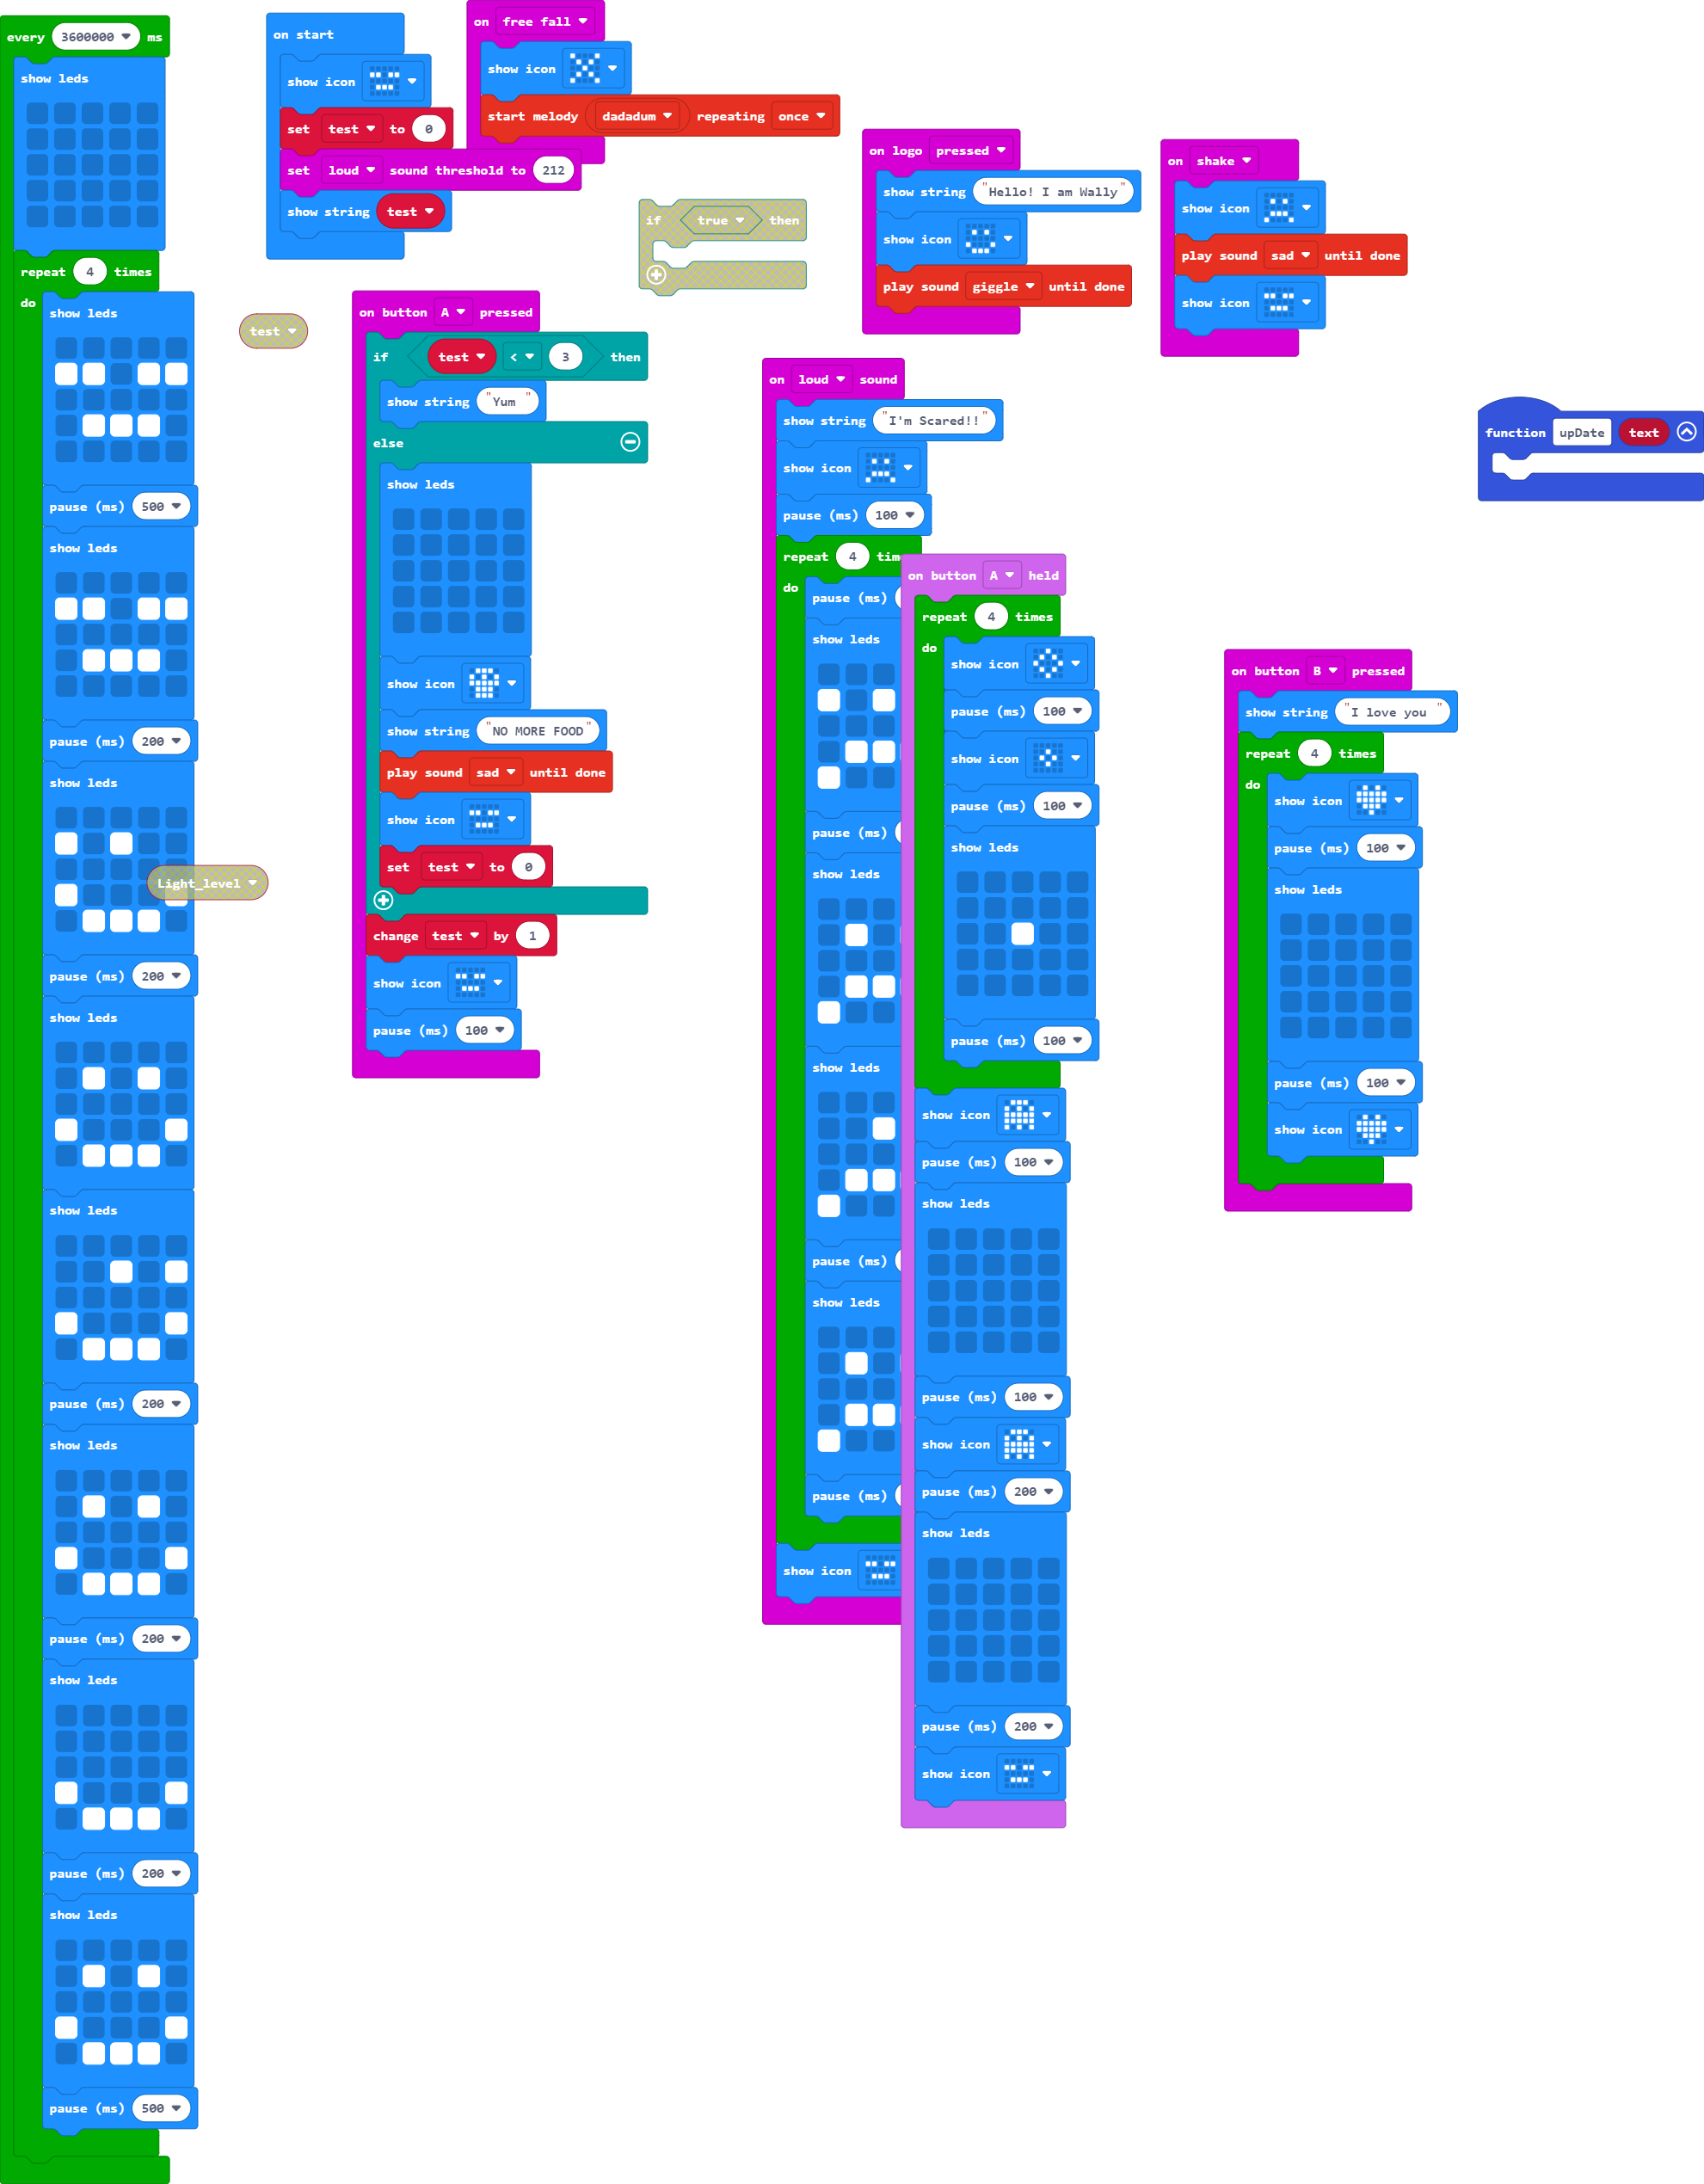 every 3600000 ms
show leds
repeat 4 times
do
show leds
pause (ms) 500
show leds
pause (ms) 200
show leds
pause (ms) 200
show leds
show leds
pause (ms) 200
show leds
pause (ms) 200
show leds
pause (ms) 200
show leds
pause (ms) 500
test
Light_level
on start
show icon
set test to 0
set loud sound threshold to 212
show string test
on free fall
show icon
start melody dadadum repeating once
if true then
on button A pressed
if test < 3 then
show string "Yum "
else
show leds
show icon
show string "NO MORE FOOD"
play sound sad until done
show icon
set test to 0
change test by 1
show icon
pause (ms) 100
on logo pressed
show string "Hello! I am Wally"
show icon
play sound giggle until done
on shake
show icon
play sound sad until done
show icon
on loud sound
show string "I'm Scared!!"
show icon
pause (ms) 100
repeat 4
do
pause (ms)
show leds
pause (ms)
show leds
show leds
pause (ms)
show leds
pause (ms)
show icon
on button A held
repeat 4 times
do
show icon
pause (ms) 100
show icon
pause (ms) 100
show leds
pause (ms) 100
show icon
pause (ms) 100
show leds
pause (ms) 100
show icon
pause (ms) 200
show leds
pause (ms) 200
show icon
function upDate text
on button B pressed
show string "I love you "
repeat 4 times
do
show icon
pause (ms) 100
show leds
pause (ms) 100
show icon